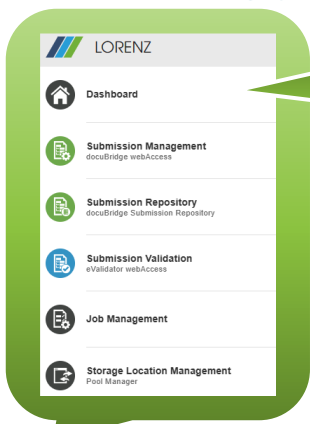 LORENZ
Dashboard
Submission Management
docuBridge webAccess
Submission Repository
docuBridge Submission Repository
Submission Validation
eValidator webAccess
Job Management
Storage Location Management
Pool Manager